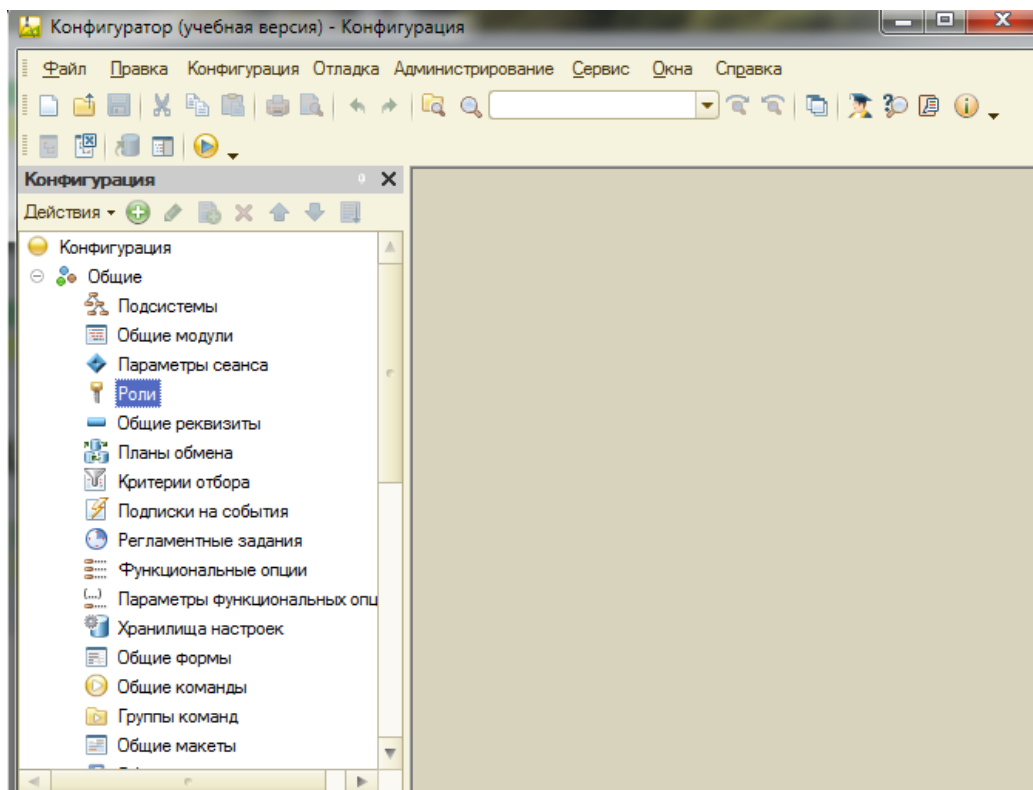 Конфигуратор (учебная версия) - Конфигурация
Файл Правка Конфигурация Отладка Администрирование Сервис Окна Справка
Конфигурация
Действия
Конфигурация
Общие
Подсистемы
Общие модули
Параметры сеанса
Роли
Общие реквизиты
Планы обмена
Критерии отбора
Подписки на события
Регламентные задания
Функциональные опции
(...) Параметры функциональных опц
Хранилища настроек
Общие формы
Общие команды
Группы команд
Общие макеты